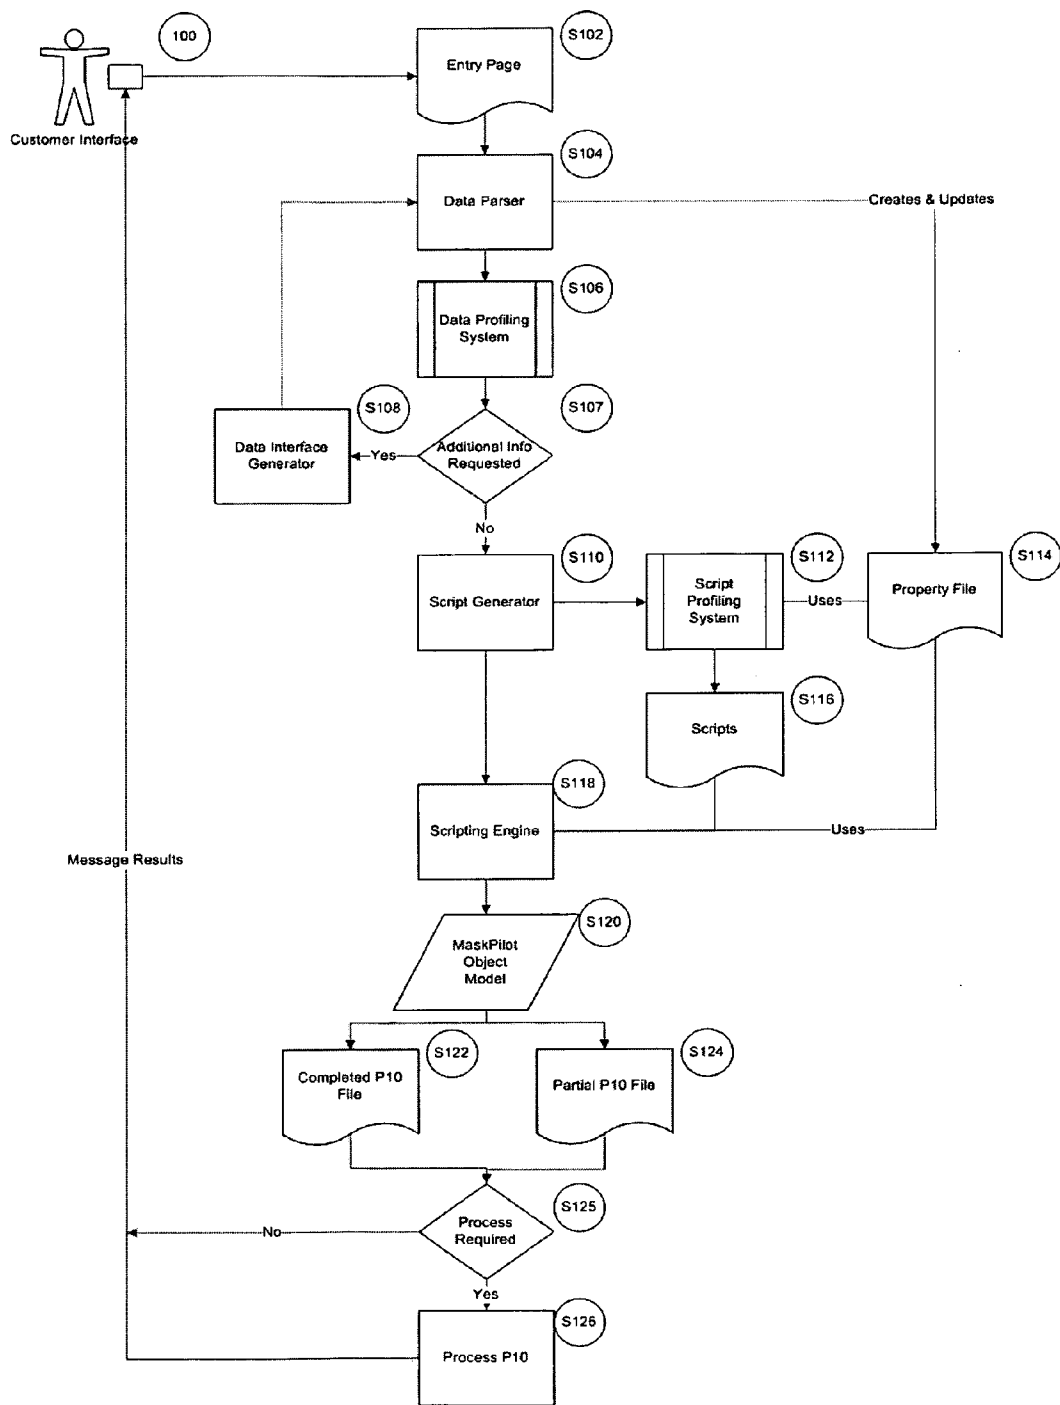 100
Customer Interface
S102
Entry Page
S104
Data Parser
Creates & Updates
S106
Data Profiling
System
S107
Additional Info
Requested
Yes
S108
Data Interface
Generator
No
S110
Script Generator
S112
Script
Profiling
System
Uses
S114
Property File
S116
Scripts
S118
Scripting Engine
Uses
Message Results
S120
MaskPilot
Object
Model
S122
Completed P10
File
S124
Partial P10 File
S125
Process
Required
No
Yes
S126
Process P10